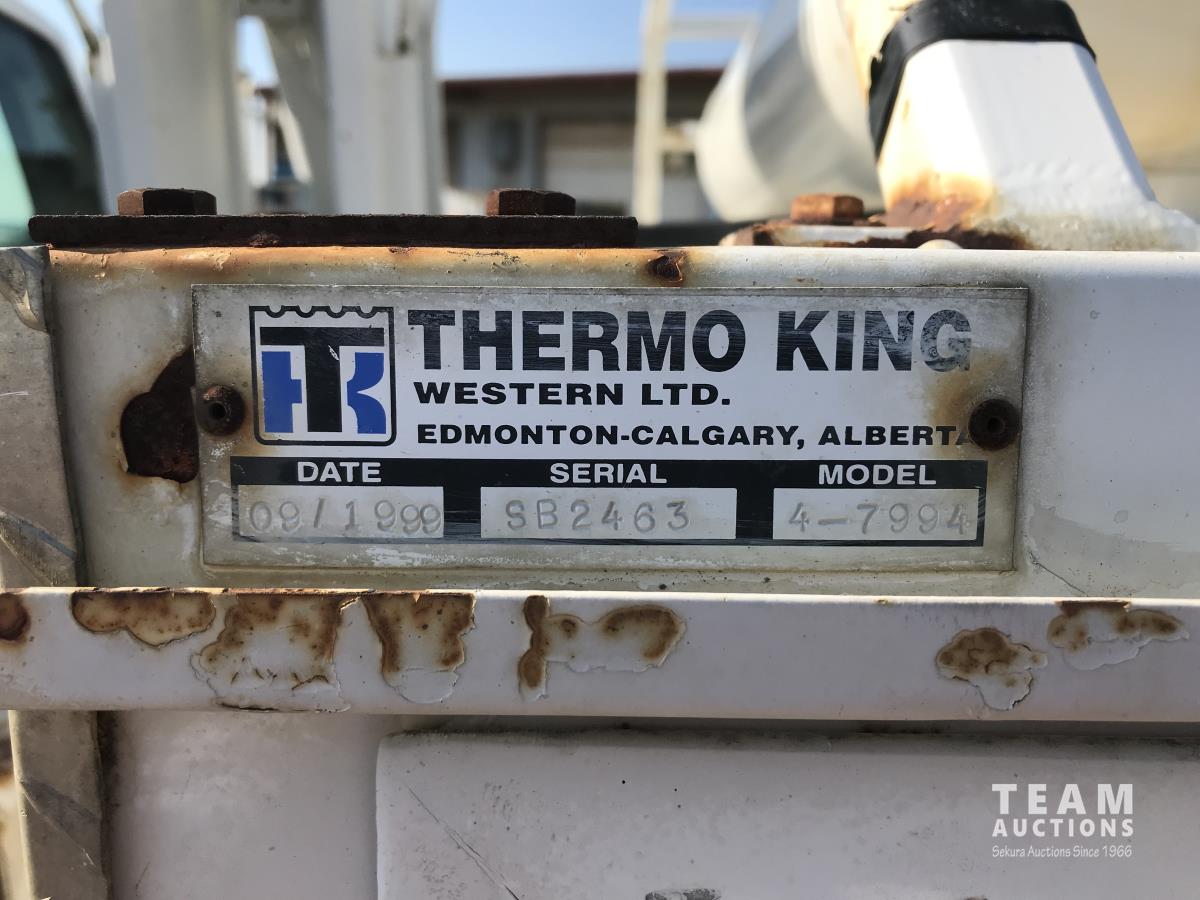 TK
THERMO KING
WESTERN LTD.
EDMONTON-CALGARY, ALBERTA
DATE SERIAL MODEL
09/1999 SB2463 4-7994
TEAM
AUCTIONS
Sekura Auctions Since 1966